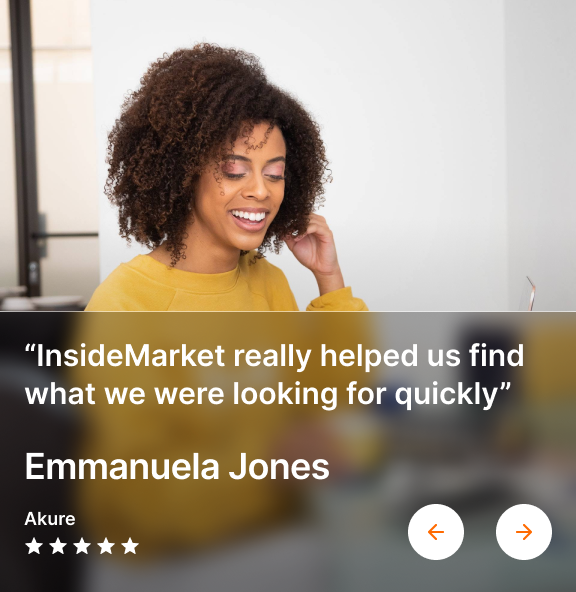 “InsideMarket really helped us find
what we were looking for quickly”
Emmanuela Jones
Akure